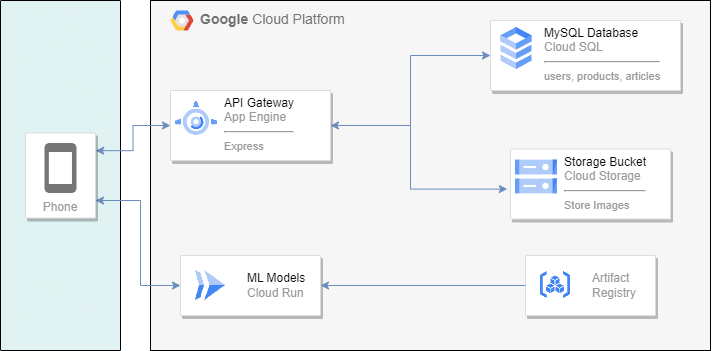 Google Cloud Platform
MySQL Database
Cloud SQL
users, products, articles
API Gateway
App Engine
Express
Storage Bucket
Cloud Storage
Store Images
Phone
ML Models
Cloud Run
Artifact
Registry